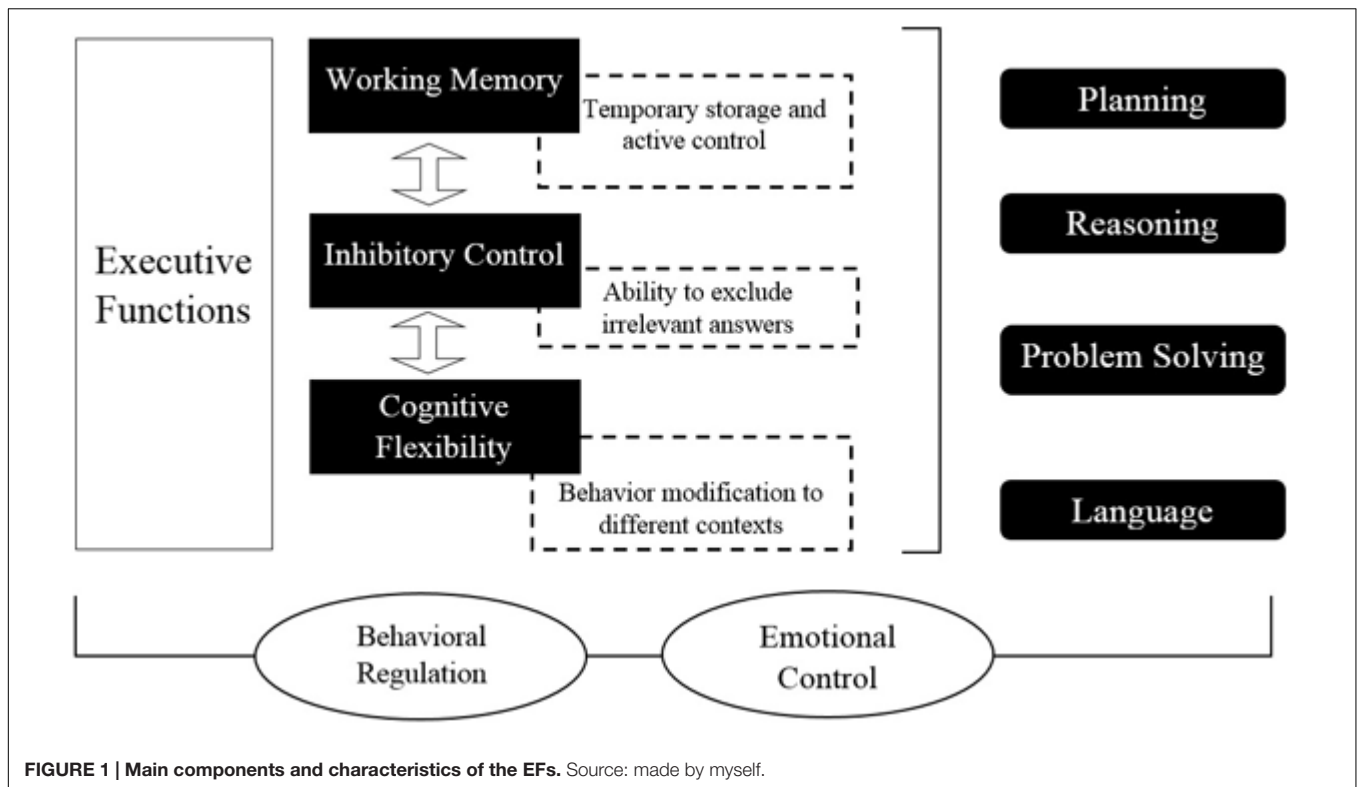 Executive
Functions
Working Memory
Temporary storage and
active control
Inhibitory Control
Ability to exclude
irrelevant answers
Cognitive
Flexibility
Behavior modification to
different contexts
Planning
Reasoning
Problem Solving
Language
Behavioral
Regulation
Emotional
Control
FIGURE 1 | Main components and characteristics of the EFs. Source: made by myself.